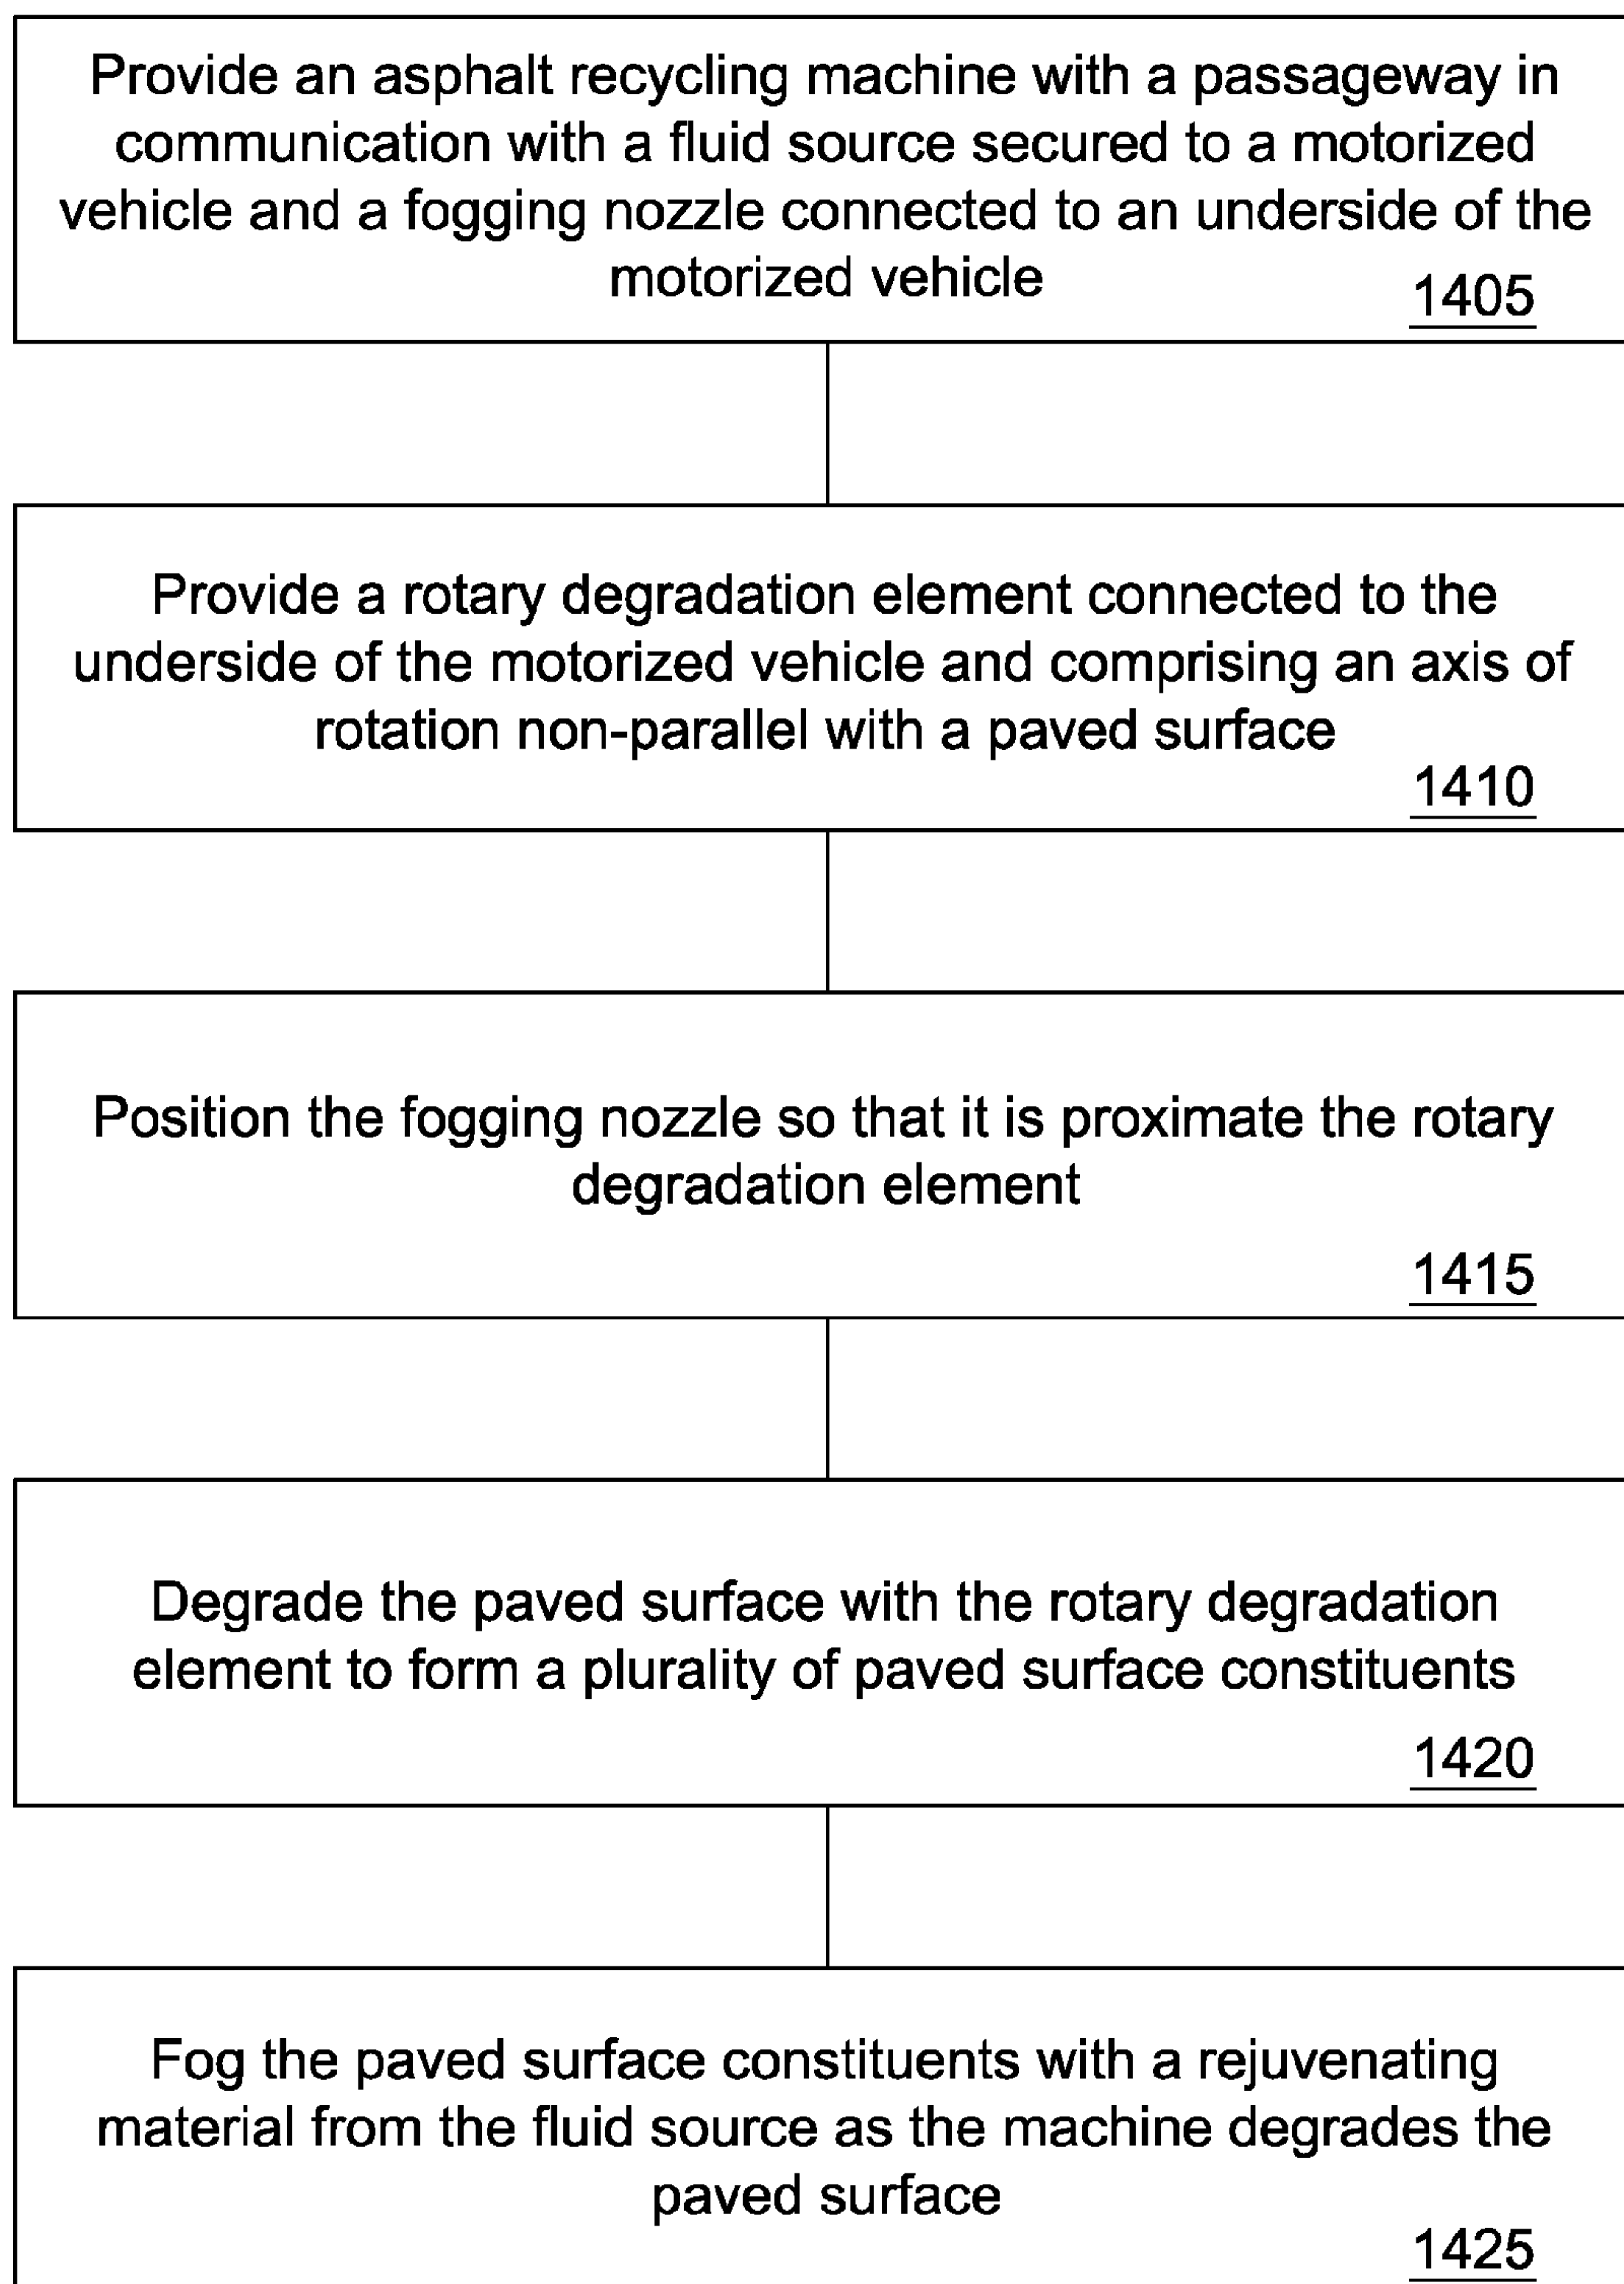 Provide an asphalt recycling machine with a passageway in
communication with a fluid source secured to a motorized
vehicle and a fogging nozzle connected to an underside of the
motorized vehicle
1405
Provide a rotary degradation element connected to the
underside of the motorized vehicle and comprising an axis of
rotation non-parallel with a paved surface
1410
Position the fogging nozzle so that it is proximate the rotary
degradation element
1415
Degrade the paved surface with the rotary degradation
element to form a plurality of paved surface constituents
1420
Fog the paved surface constituents with a rejuvenating
material from the fluid source as the machine degrades the
paved surface
1425